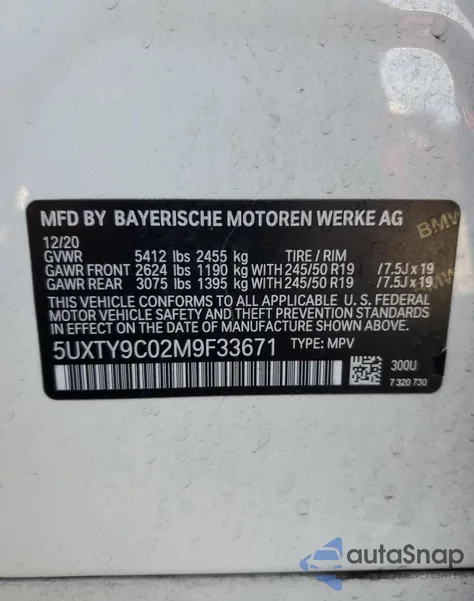 MFD BY BAYERISCHE MOTOREN WERKE AG
12/20
GVWR 5412 lbs 2455 kg TIRE / RIM
GAWR FRONT 2624 lbs 1190 kg WITH 245/50 R19 / 7.5J x 19
GAWR REAR 3075 lbs 1395 kg WITH 245/50 R19 / 7.5J x 19
THIS VEHICLE CONFORMS TO ALL APPLICABLE U. S. FEDERAL
MOTOR VEHICLE SAFETY AND THEFT PREVENTION
STANDARDS IN EFFECT ON THE DATE OF MANUFACTURE
SHOWN ABOVE.
5UXTY9C02M9F33671 TYPE: MPV
300U
7 320 730
BMW
autoSnap